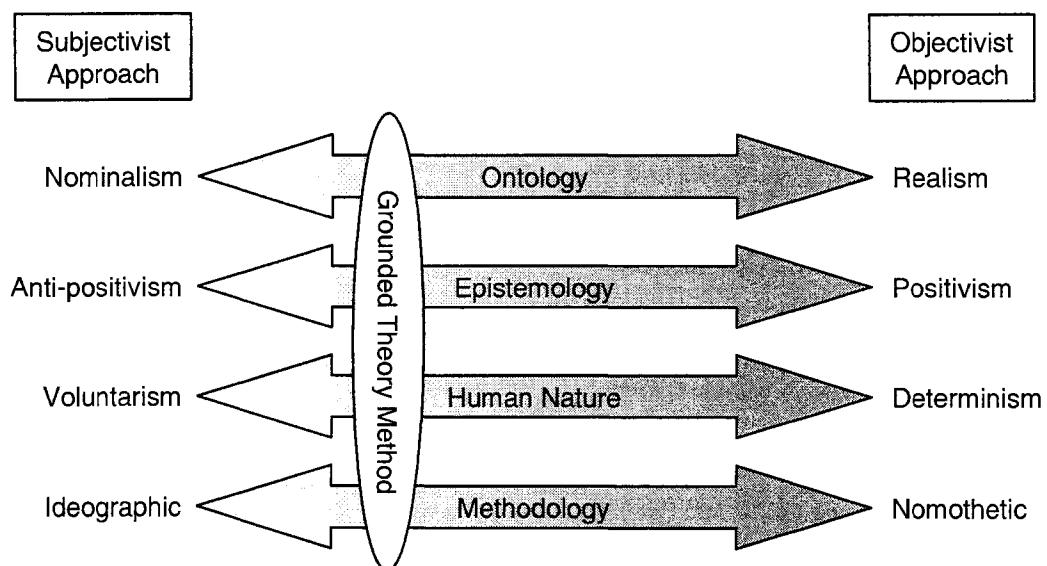 Subjectivist
Approach
Objectivist
Approach
Nominalism
Ontology
Realism
Anti-positivism
Epistemology
Positivism
Voluntarism
Human Nature
Determinism
Ideographic
Methodology
Nomothetic
Grounded Theory Method